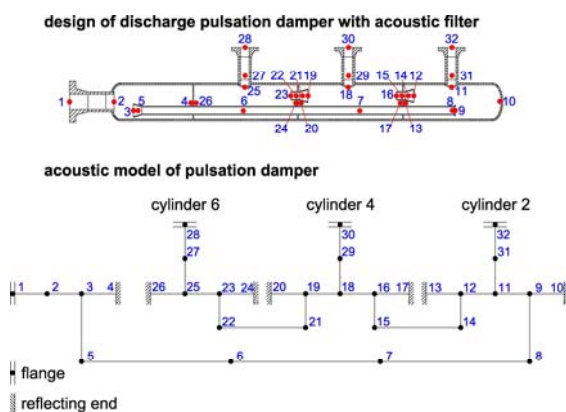 design of discharge pulsation damper with acoustic filter
28 30 32
22 21 19 15 14 12
27 29 31
25 18 11
1 2 3 5 4 26 6 23 7 16 8 9 10
24 20 17 13
acoustic model of pulsation damper
cylinder 6 cylinder 4 cylinder 2
28 30 32
27 29 31
1 2 3 4 26 25 23 24 20 19 18 16 17 13 12 11 9 10
22 21 15 14
5 6 7 8
flange
reflecting end